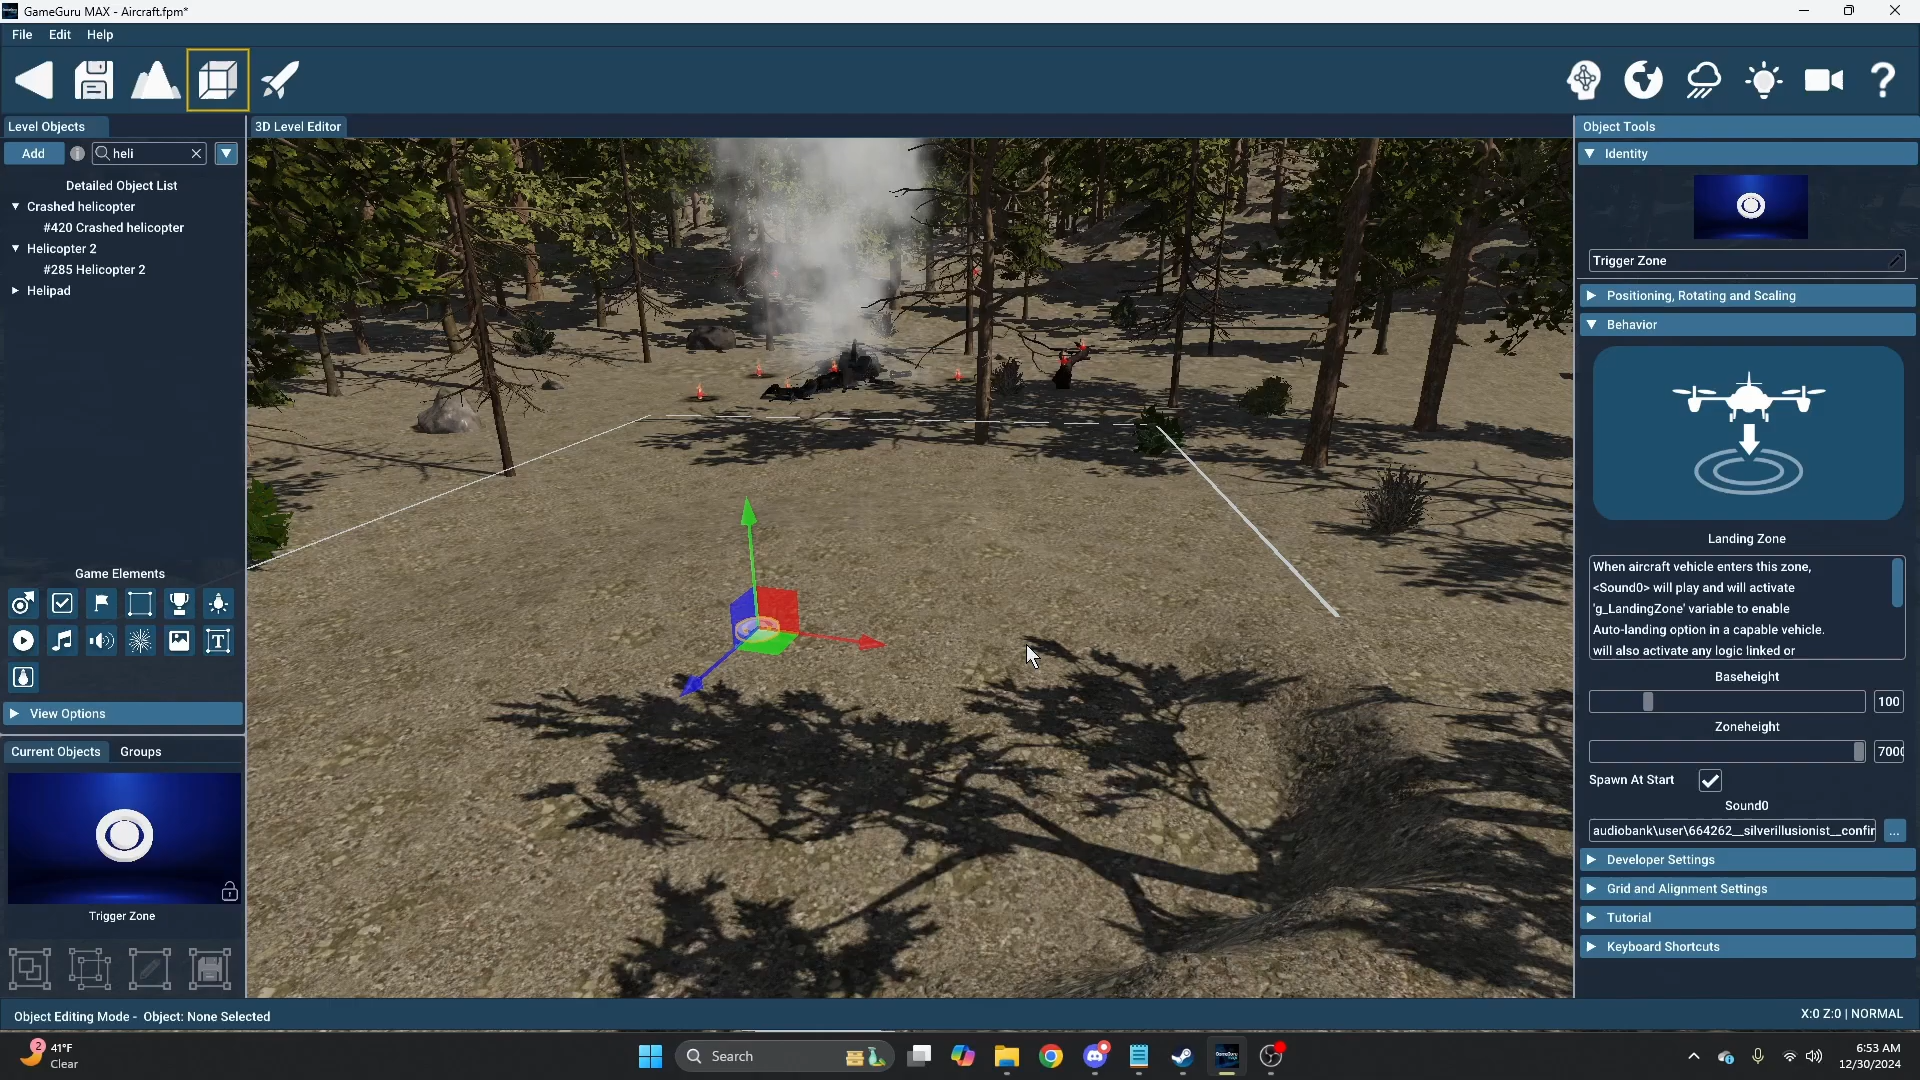 GameGuru MAX - Aircraft.fpm*
File Edit Help
Level Objects
3D Level Editor
Object Tools
Add
heli
Identity
Detailed Object List
Crashed helicopter
#420 Crashed helicopter
Helicopter 2
#285 Helicopter 2
Helipad
Trigger Zone
Positioning, Rotating and Scaling
Behavior
Landing Zone
When aircraft vehicle enters this zone,
<Sound0> will play and will activate
'g_LandingZone' variable to enable
Auto-landing option in a capable vehicle.
will also activate any logic linked or
Baseheight
100
Zoneheight
7000
Spawn At Start
Sound0
audiobank\user\664262__silverillusionist__confir
...
Developer Settings
Grid and Alignment Settings
Tutorial
Keyboard Shortcuts
Game Elements
T
View Options
Current Objects Groups
Trigger Zone
Object Editing Mode - Object: None Selected
X:0 Z:0 | NORMAL
2
41°F
Clear
Search
6:53 AM
12/30/2024